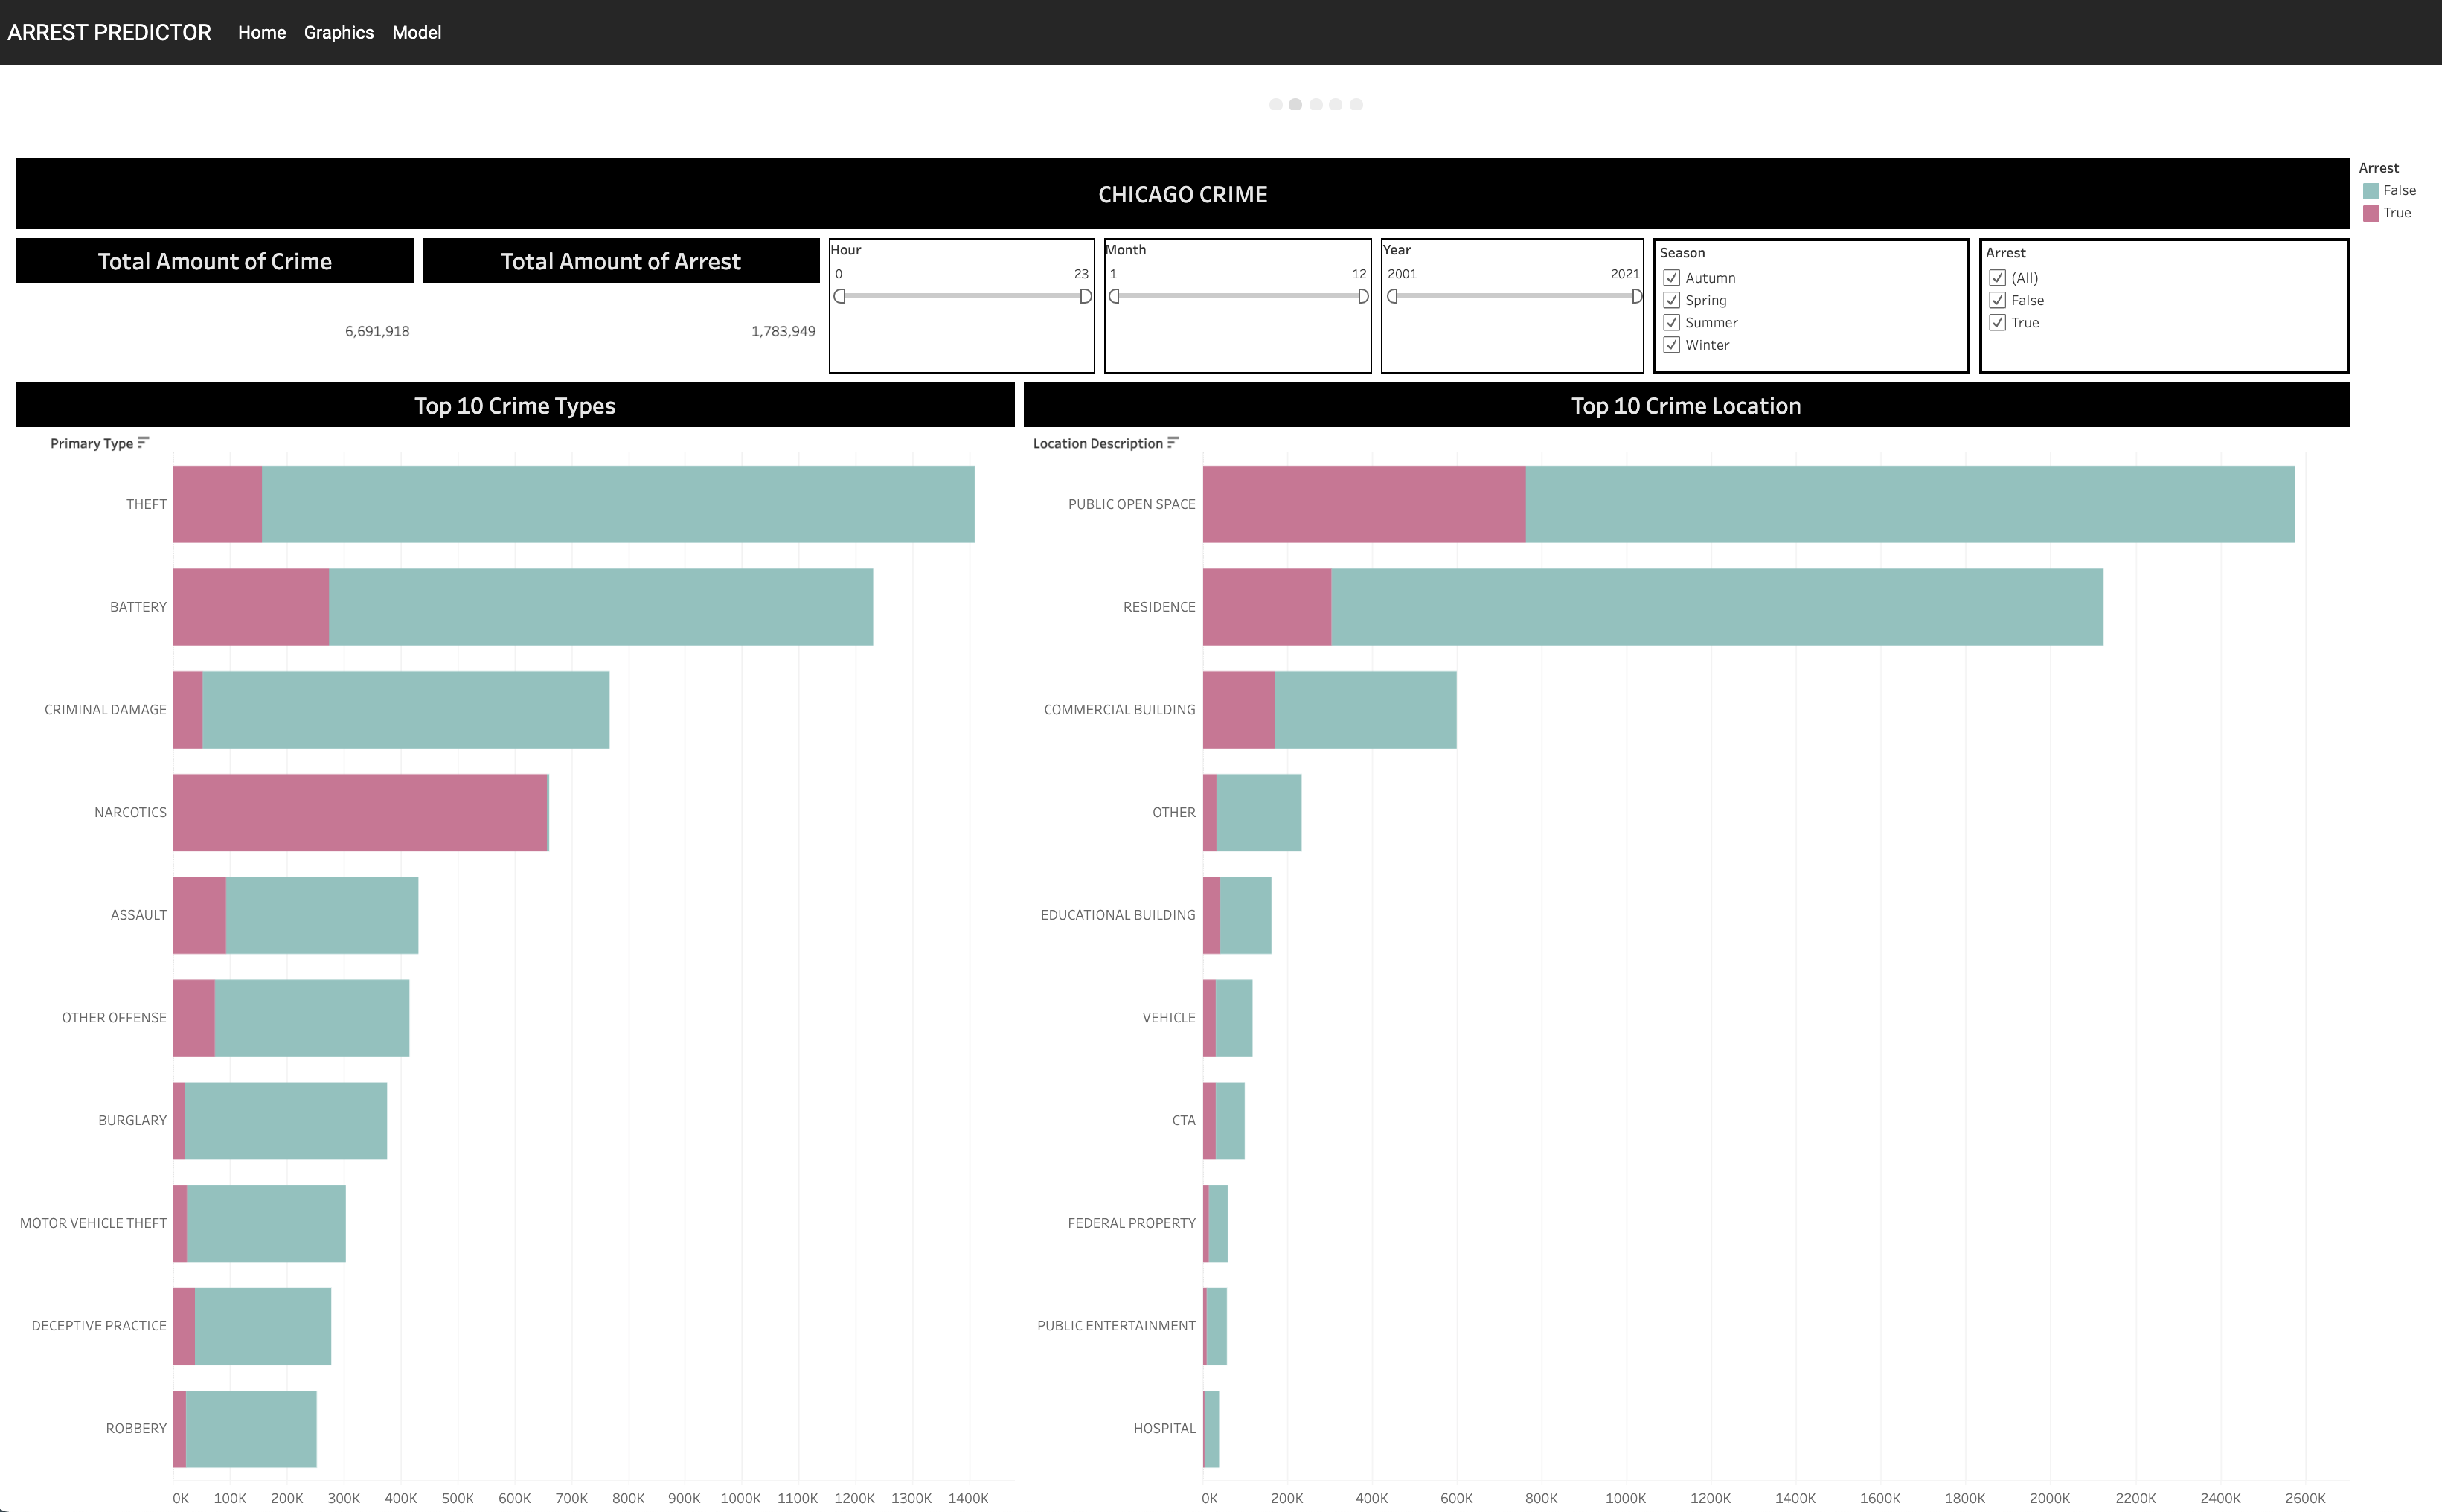 ARREST PREDICTOR Home Graphics Model
CHICAGO CRIME
Arrest
False
True
Total Amount of Crime
6,691,918
Total Amount of Arrest
1,783,949
Hour
0 23
Month
1 12
Year
2001 2021
Season
Autumn
Spring
Summer
Winter
Arrest
(All)
False
True
Top 10 Crime Types
Primary Type
THEFT
BATTERY
CRIMINAL DAMAGE
NARCOTICS
ASSAULT
OTHER OFFENSE
BURGLARY
MOTOR VEHICLE THEFT
DECEPTIVE PRACTICE
ROBBERY
0K 100K 200K 300K 400K 500K 600K 700K 800K 900K 1000K 1100K 1200K 1300K 1400K
Top 10 Crime Location
Location Description
PUBLIC OPEN SPACE
RESIDENCE
COMMERCIAL BUILDING
OTHER
EDUCATIONAL BUILDING
VEHICLE
CTA
FEDERAL PROPERTY
PUBLIC ENTERTAINMENT
HOSPITAL
0K 200K 400K 600K 800K 1000K 1200K 1400K 1600K 1800K 2000K 2200K 2400K 2600K